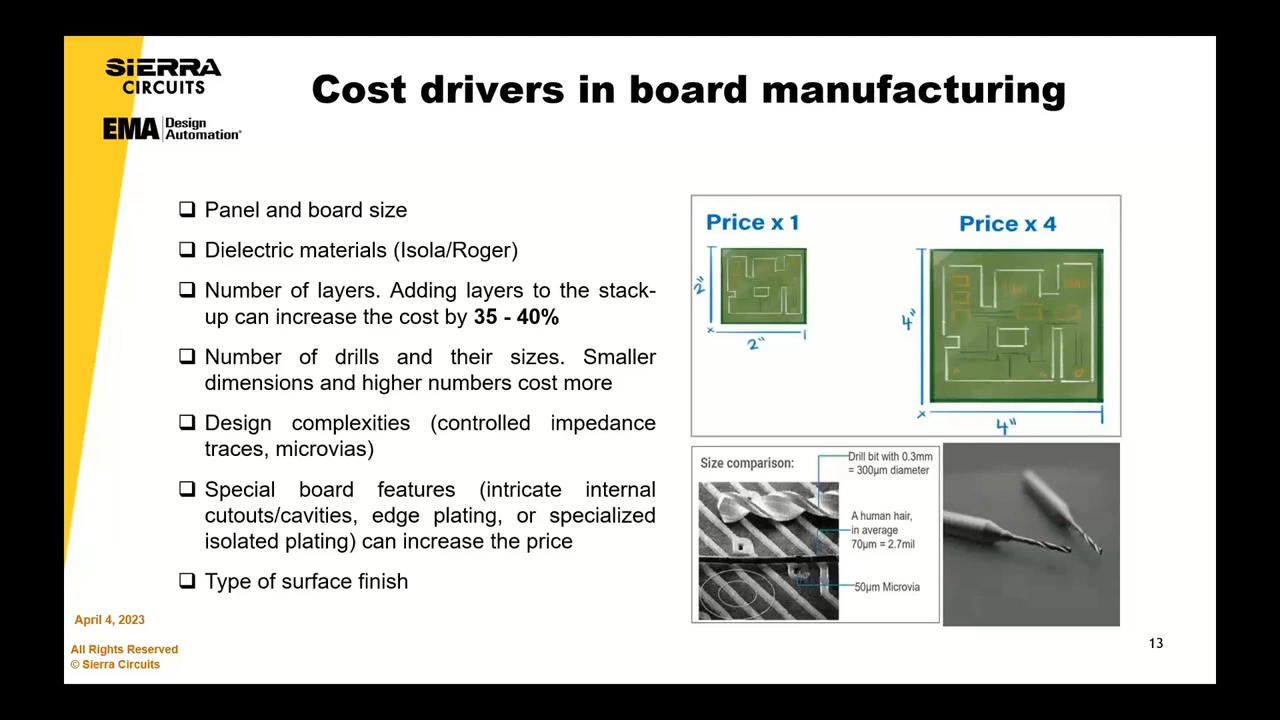 SIERRA
CIRCUITS
EMA Design
Automation®
Cost drivers in board manufacturing
❑ Panel and board size
❑ Dielectric materials (Isola/Roger)
❑ Number of layers. Adding layers to the stack-
up can increase the cost by 35 - 40%
❑ Number of drills and their sizes. Smaller
dimensions and higher numbers cost more
❑ Design complexities (controlled impedance
traces, microvias)
❑ Special board features (intricate internal
cutouts/cavities, edge plating, or specialized
isolated plating) can increase the price
❑ Type of surface finish
Price x 1
2"
2"
Price x 4
4"
4"
Size comparison:
Drill bit with 0.3mm
= 300µm diameter
A human hair,
in average
70µm = 2.7mil
50µm Microvia
April 4, 2023
All Rights Reserved
© Sierra Circuits
13